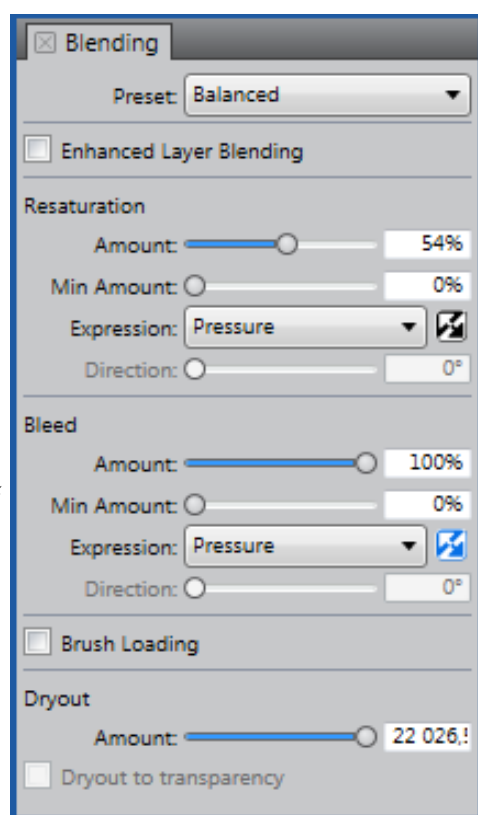 Blending
Preset: Balanced
Enhanced Layer Blending
Resaturation
Amount: 54%
Min Amount: 0%
Expression: Pressure
Direction: 0°
Bleed
Amount: 100%
Min Amount: 0%
Expression: Pressure
Direction: 0°
Brush Loading
Dryout
Amount: 22 026,5
Dryout to transparency